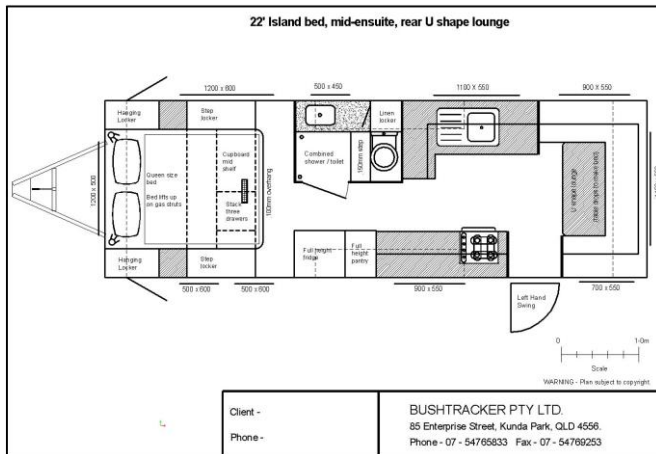 22' Island bed, mid-ensuite, rear U shape lounge
1200 x 600
500 x 450
1100 X 550
900 X 550
Hanging
Locker
Step
locker
Linen
locker
Combined
shower / toilet
150mm step
Cupboard
mid
shelf
Queen size
bed
Bed lifts up
on gas struts
Stack
three
drawers
100mm overhang
1200 x 500
U shape lounge
Hanging
Locker
Step
locker
Full height
fridge
Full
height
pantry
500 x 600
500 x 600
900 x 550
700 x 550
Left Hand
Swing
0
1·0m
Scale
WARNING - Plan subject to copyright.
Client -
Phone -
BUSHTRACKER PTY LTD.
85 Enterprise Street, Kunda Park, QLD 4556.
Phone - 07 - 54765833 Fax - 07 - 54769253